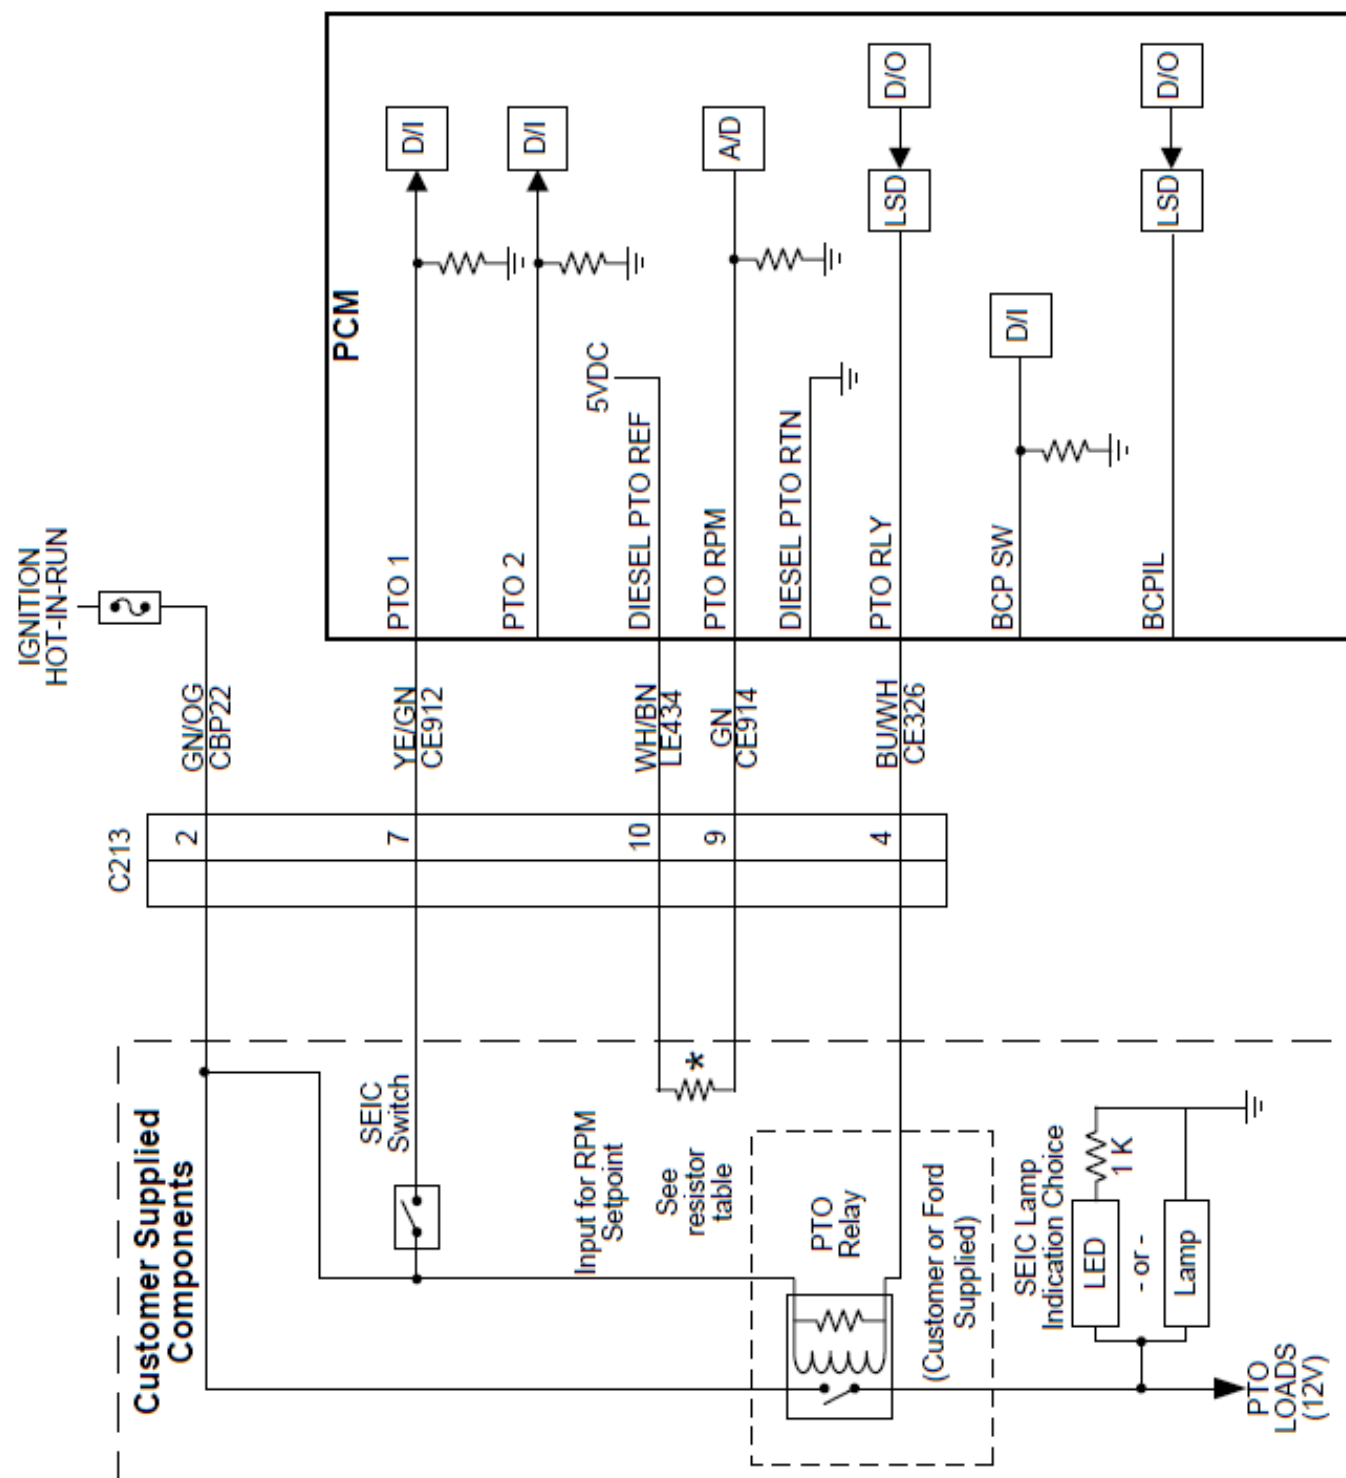 IGNITION
HOT-IN-RUN
PCM
D/I
D/I
A/D
D/O
LSD
D/I
D/O
LSD
5VDC
PTO 1
PTO 2
DIESEL PTO REF
PTO RPM
DIESEL PTO RTN
PTO RLY
BCP SW
BCPIL
GN/OG
CBP22
YE/GN
CE912
WH/BN
LE434
GN
CE914
BU/WH
CE326
C213
2
7
10
9
4
Customer Supplied
Components
SEIC
Switch
Input for RPM
Setpoint
*
See
resistor
table
PTO
Relay
(Customer or Ford
Supplied)
SEIC Lamp
Indication Choice
1 K
LED
- or -
Lamp
PTO
LOADS
(12V)